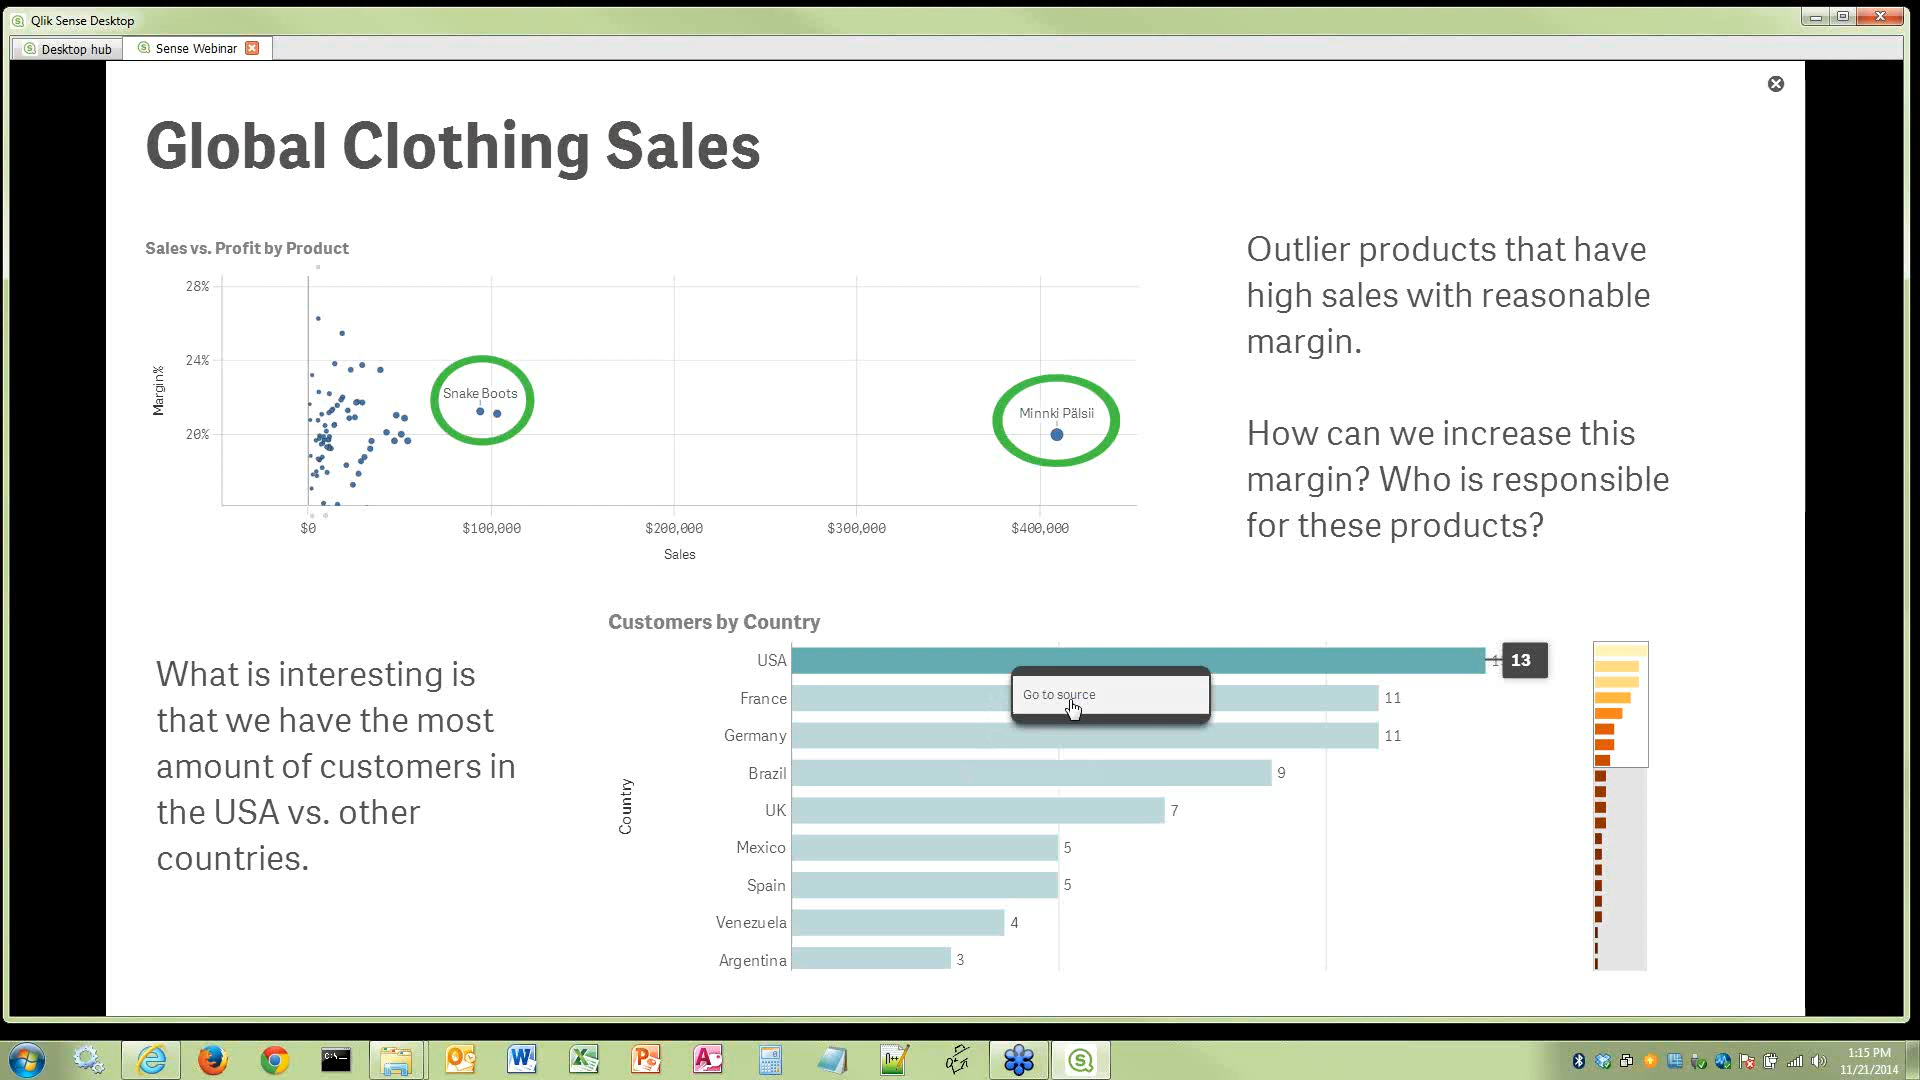 Qlik Sense Desktop
Desktop hub
Sense Webinar
Global Clothing Sales
Sales vs. Profit by Product
28%
24%
20%
Margin%
Snake Boots
Minnki Pälsii
$0
$100,000
$200,000
$300,000
$400,000
Sales
Outlier products that have
high sales with reasonable
margin.
How can we increase this
margin? Who is responsible
for these products?
What is interesting is
that we have the most
amount of customers in
the USA vs. other
countries.
Customers by Country
Country
USA 13
Go to source
France 11
Germany 11
Brazil 9
UK 7
Mexico 5
Spain 5
Venezuela 4
Argentina 3
1:15 PM
11/21/2014